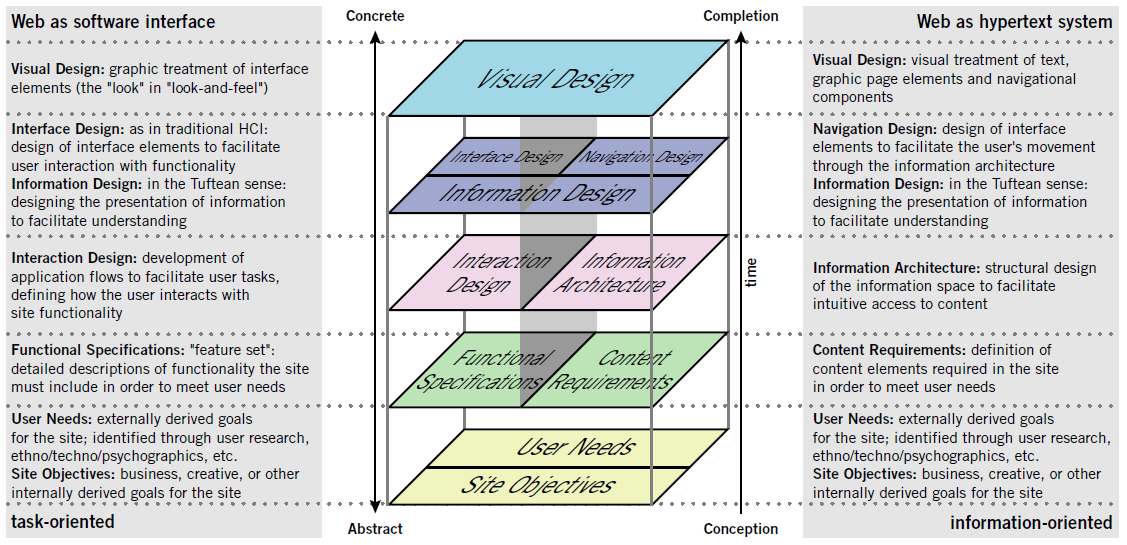 Web as software interface
Visual Design: graphic treatment of interface
elements (the "look" in "look-and-feel")
Interface Design: as in traditional HCI:
design of interface elements to facilitate
user interaction with functionality
Information Design: in the Tuftean sense:
designing the presentation of information
to facilitate understanding
Interaction Design: development of
application flows to facilitate user tasks,
defining how the user interacts with
site functionality
Functional Specifications: "feature set":
detailed descriptions of functionality the site
must include in order to meet user needs
User Needs: externally derived goals
for the site; identified through user research,
ethno/techno/psychographics, etc.
Site Objectives: business, creative, or other
internally derived goals for the site
task-oriented
Concrete
Completion
Visual Design
Interface Design
Navigation Design
Information Design
Interaction
Design
Information
Architecture
Functional
Specifications
Content
Requirements
User Needs
Site Objectives
time
Abstract
Conception
Web as hypertext system
Visual Design: visual treatment of text,
graphic page elements and navigational
components
Navigation Design: design of interface
elements to facilitate the user's movement
through the information architecture
Information Design: in the Tuftean sense:
designing the presentation of information
to facilitate understanding
Information Architecture: structural design
of the information space to facilitate
intuitive access to content
Content Requirements: definition of
content elements required in the site
in order to meet user needs
User Needs: externally derived goals
for the site; identified through user research,
ethno/techno/psychographics, etc.
Site Objectives: business, creative, or other
internally derived goals for the site
information-oriented